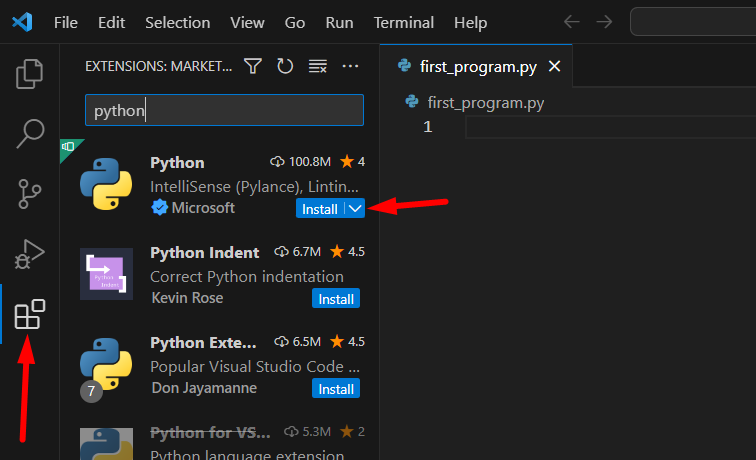 File Edit Selection View Go Run Terminal Help
EXTENSIONS: MARKET...
first_program.py
python
first_program.py
1
Python 100.8M 4
IntelliSense (Pylance), Lintin...
Microsoft Install
Python Indent 6.7M 4.5
Correct Python indentation
Kevin Rose Install
Python Exte... 6.5M 4.5
Popular Visual Studio Code ...
7 Don Jayamanne Install
Python for VS... 5.3M 2
Python language extension